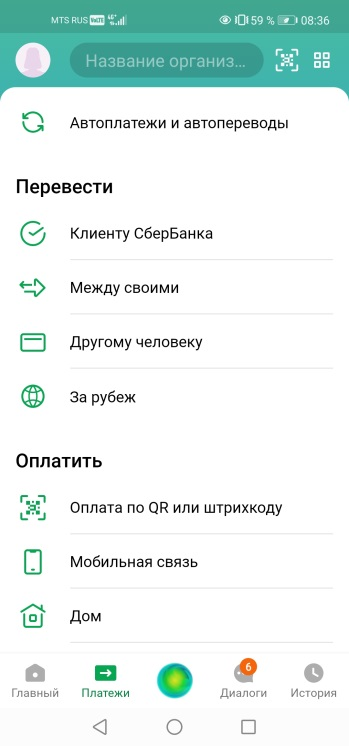 MTS RUS VoLTE 4G+ 59 % 08:36
Название организ...
Автоплатежи и автопереводы
Перевести
Клиенту СберБанка
Между своими
Другому человеку
За рубеж
Оплатить
Оплата по QR или штрихкоду
Мобильная связь
Дом
6
Главный Платежи Диалоги История